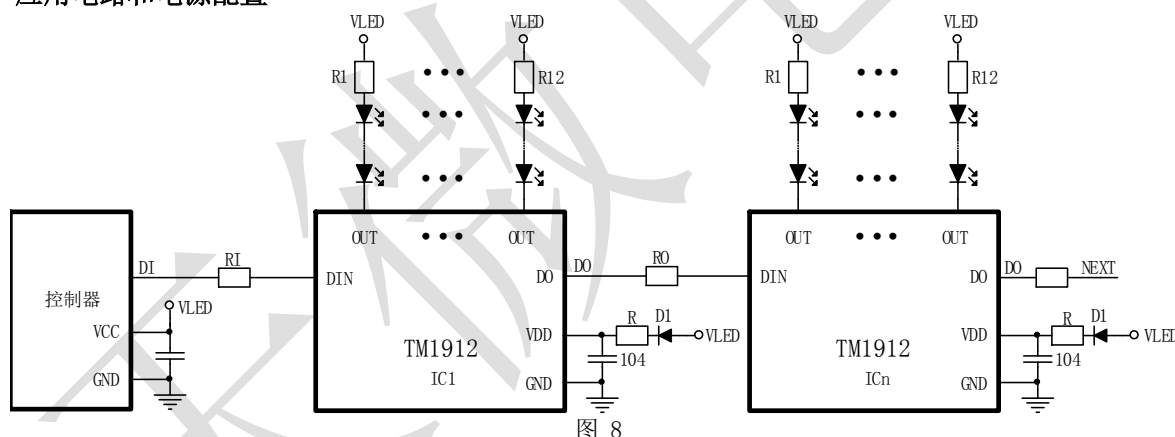 应用电路和电源配置
VLED VLED VLED VLED
R1 ••• R12 R1 ••• R12
OUT ••• OUT OUT ••• OUT
DI RI DIN DO DO RO DIN DO DO NEXT
控制器
VLED
VCC VDD R D1 VLED VDD R D1 VLED
TM1912 104 TM1912 104
IC1 ICn
GND GND GND
图 8